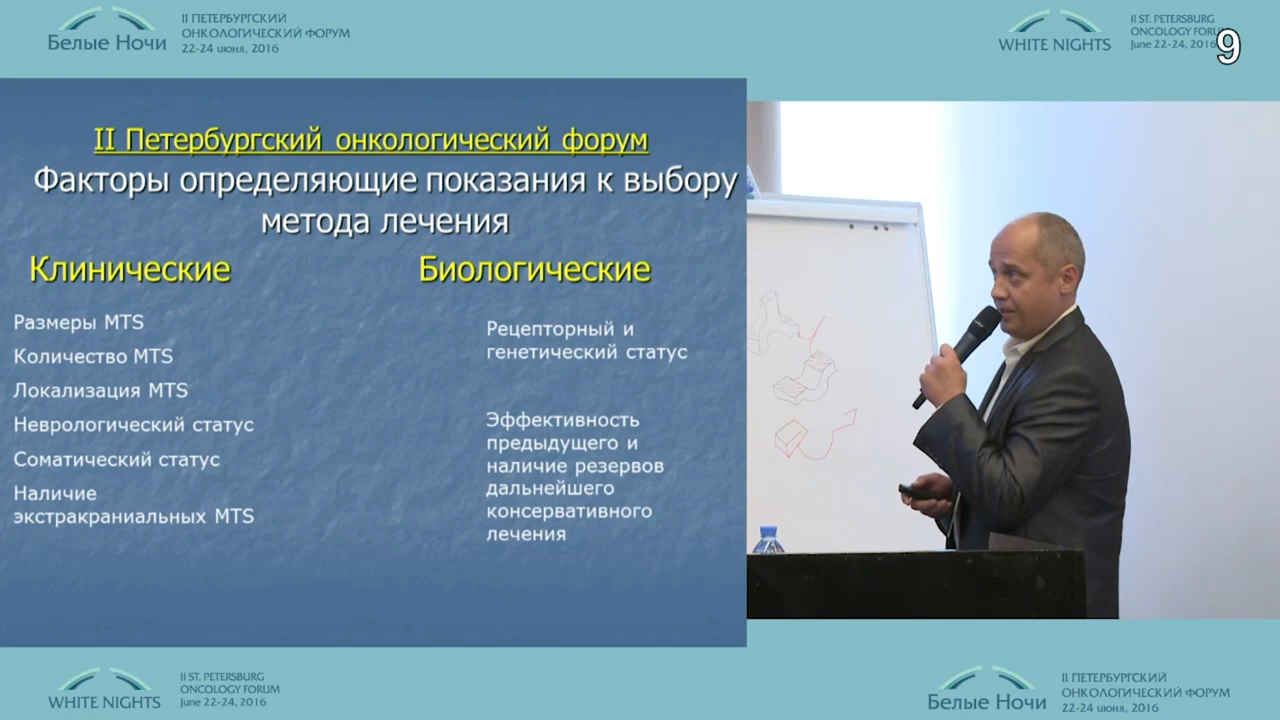 Белые Ночи
II ПЕТЕРБУРГСКИЙ
ОНКОЛОГИЧЕСКИЙ ФОРУМ
22-24 июня, 2016
WHITE NIGHTS
II ST. PETERSBURG
ONCOLOGY FORUM
June 22-24, 2016
9
II Петербургский онкологический форум
Факторы определяющие показания к выбору
метода лечения
Клинические
Размеры MTS
Количество MTS
Локализация MTS
Неврологический статус
Соматический статус
Наличие
экстракраниальных MTS
Биологические
Рецепторный и
генетический статус
Эффективность
предыдущего и
наличие резервов
дальнейшего
консервативного
лечения
WHITE NIGHTS
II ST. PETERSBURG
ONCOLOGY FORUM
June 22-24, 2016
Белые Ночи
II ПЕТЕРБУРГСКИЙ
ОНКОЛОГИЧЕСКИЙ ФОРУМ
22-24 июня, 2016